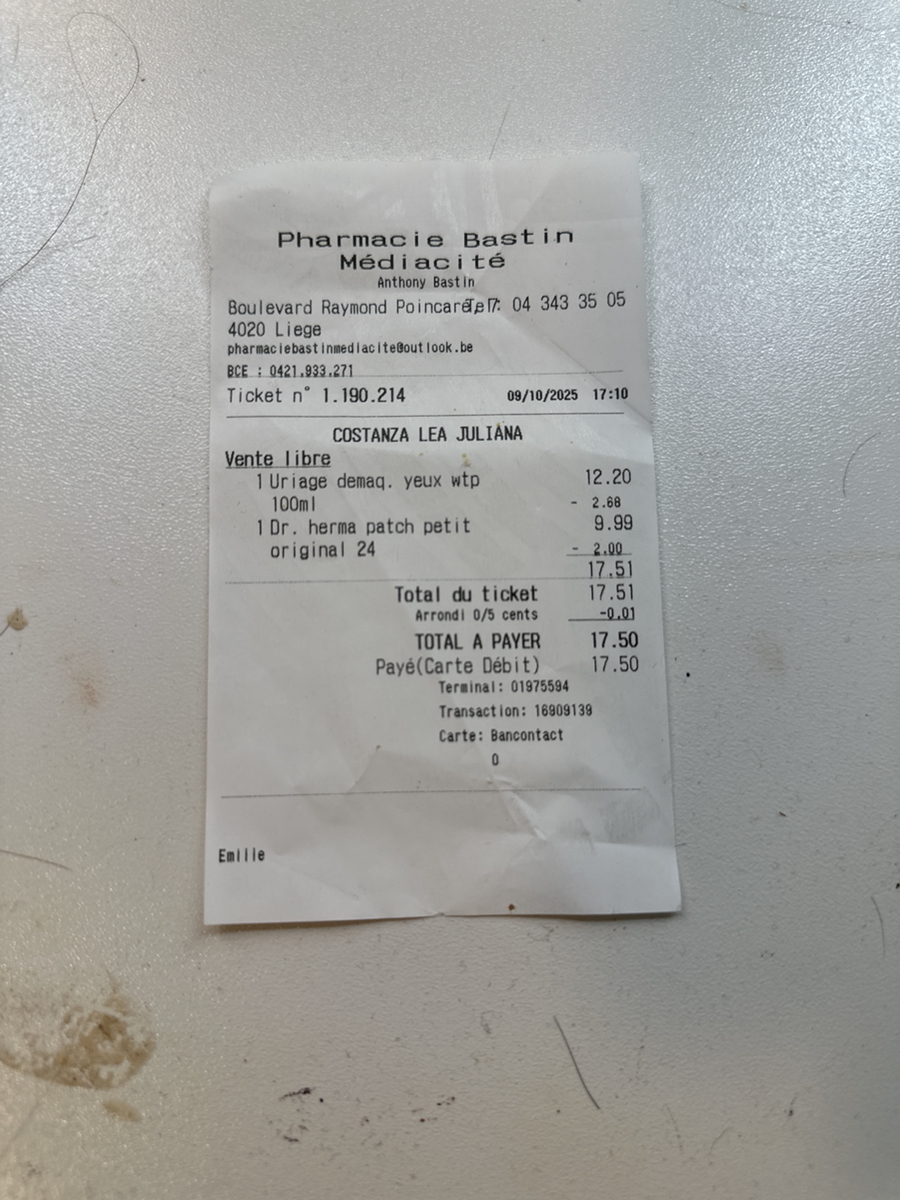 Pharmacie Bastin
Médiacité
Anthony Bastin
Boulevard Raymond Poincaré 7 Tel: 04 343 35 05
4020 Liege
pharmaciebastinmediacite@outlook.be
BCE : 0421.933.271
Ticket n° 1.190.214 09/10/2025 17:10
COSTANZA LEA JULIANA
Vente libre
1 Uriage demaq. yeux wtp 12.20
100ml - 2.68
1 Dr. herma patch petit 9.99
original 24 - 2.00
17.51
Total du ticket 17.51
Arrondi 0/5 cents -0.01
TOTAL A PAYER 17.50
Payé(Carte Débit) 17.50
Terminal: 01975594
Transaction: 16909139
Carte: Bancontact
0
Emilie